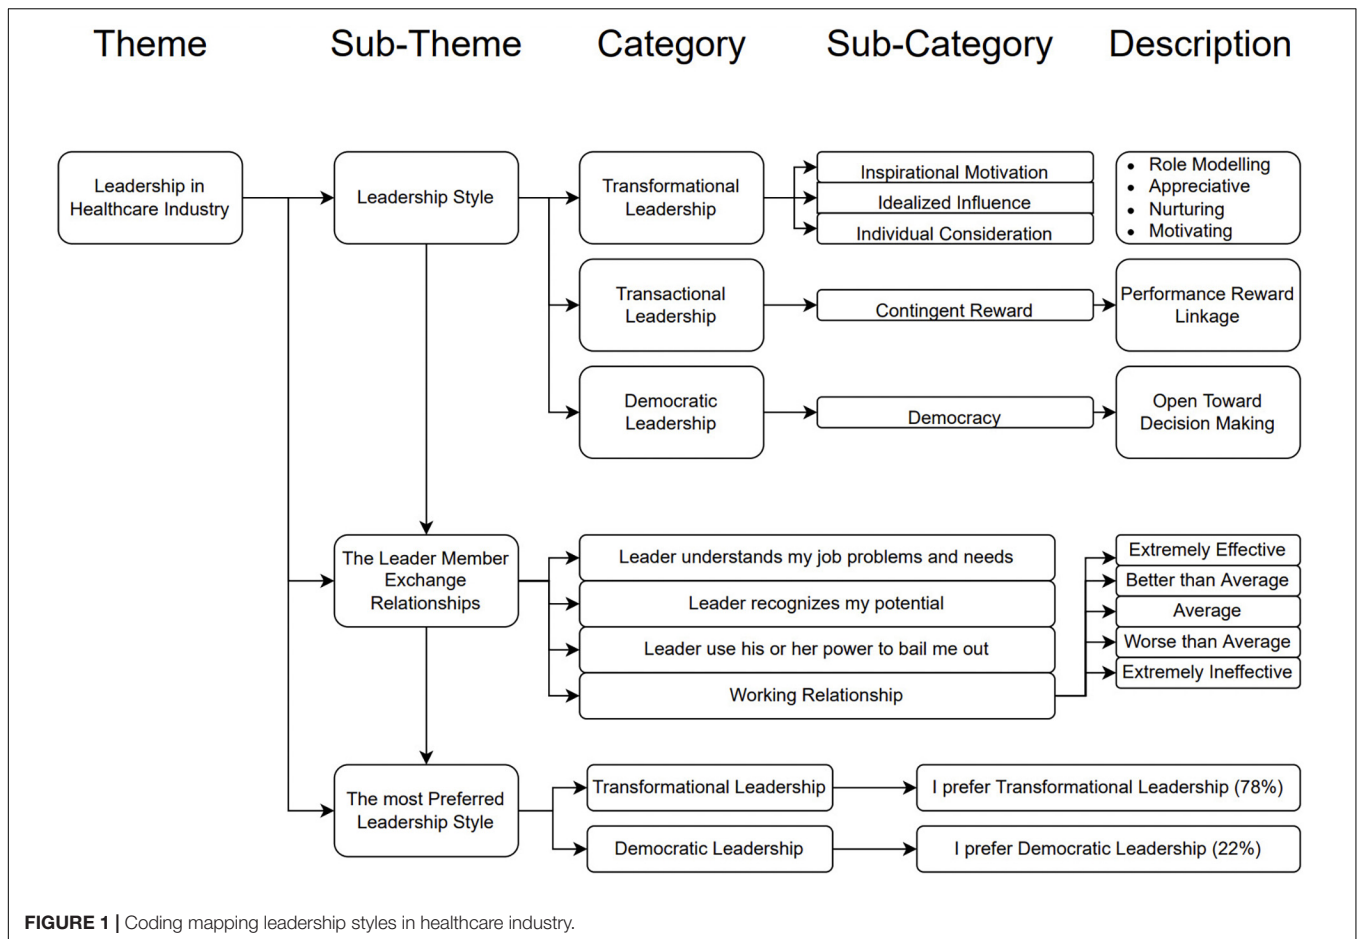 Theme Sub-Theme Category Sub-Category Description
Leadership in
Healthcare Industry
Leadership Style
Transformational
Leadership
Inspirational Motivation
Idealized Influence
Individual Consideration
• Role Modelling
• Appreciative
• Nurturing
• Motivating
Transactional
Leadership
Contingent Reward
Performance Reward
Linkage
Democratic
Leadership
Democracy
Open Toward
Decision Making
The Leader Member
Exchange
Relationships
Leader understands my job problems and needs
Leader recognizes my potential
Leader use his or her power to bail me out
Working Relationship
Extremely Effective
Better than Average
Average
Worse than Average
Extremely Ineffective
The most Preferred
Leadership Style
Transformational Leadership
I prefer Transformational Leadership (78%)
Democratic Leadership
I prefer Democratic Leadership (22%)
FIGURE 1 | Coding mapping leadership styles in healthcare industry.